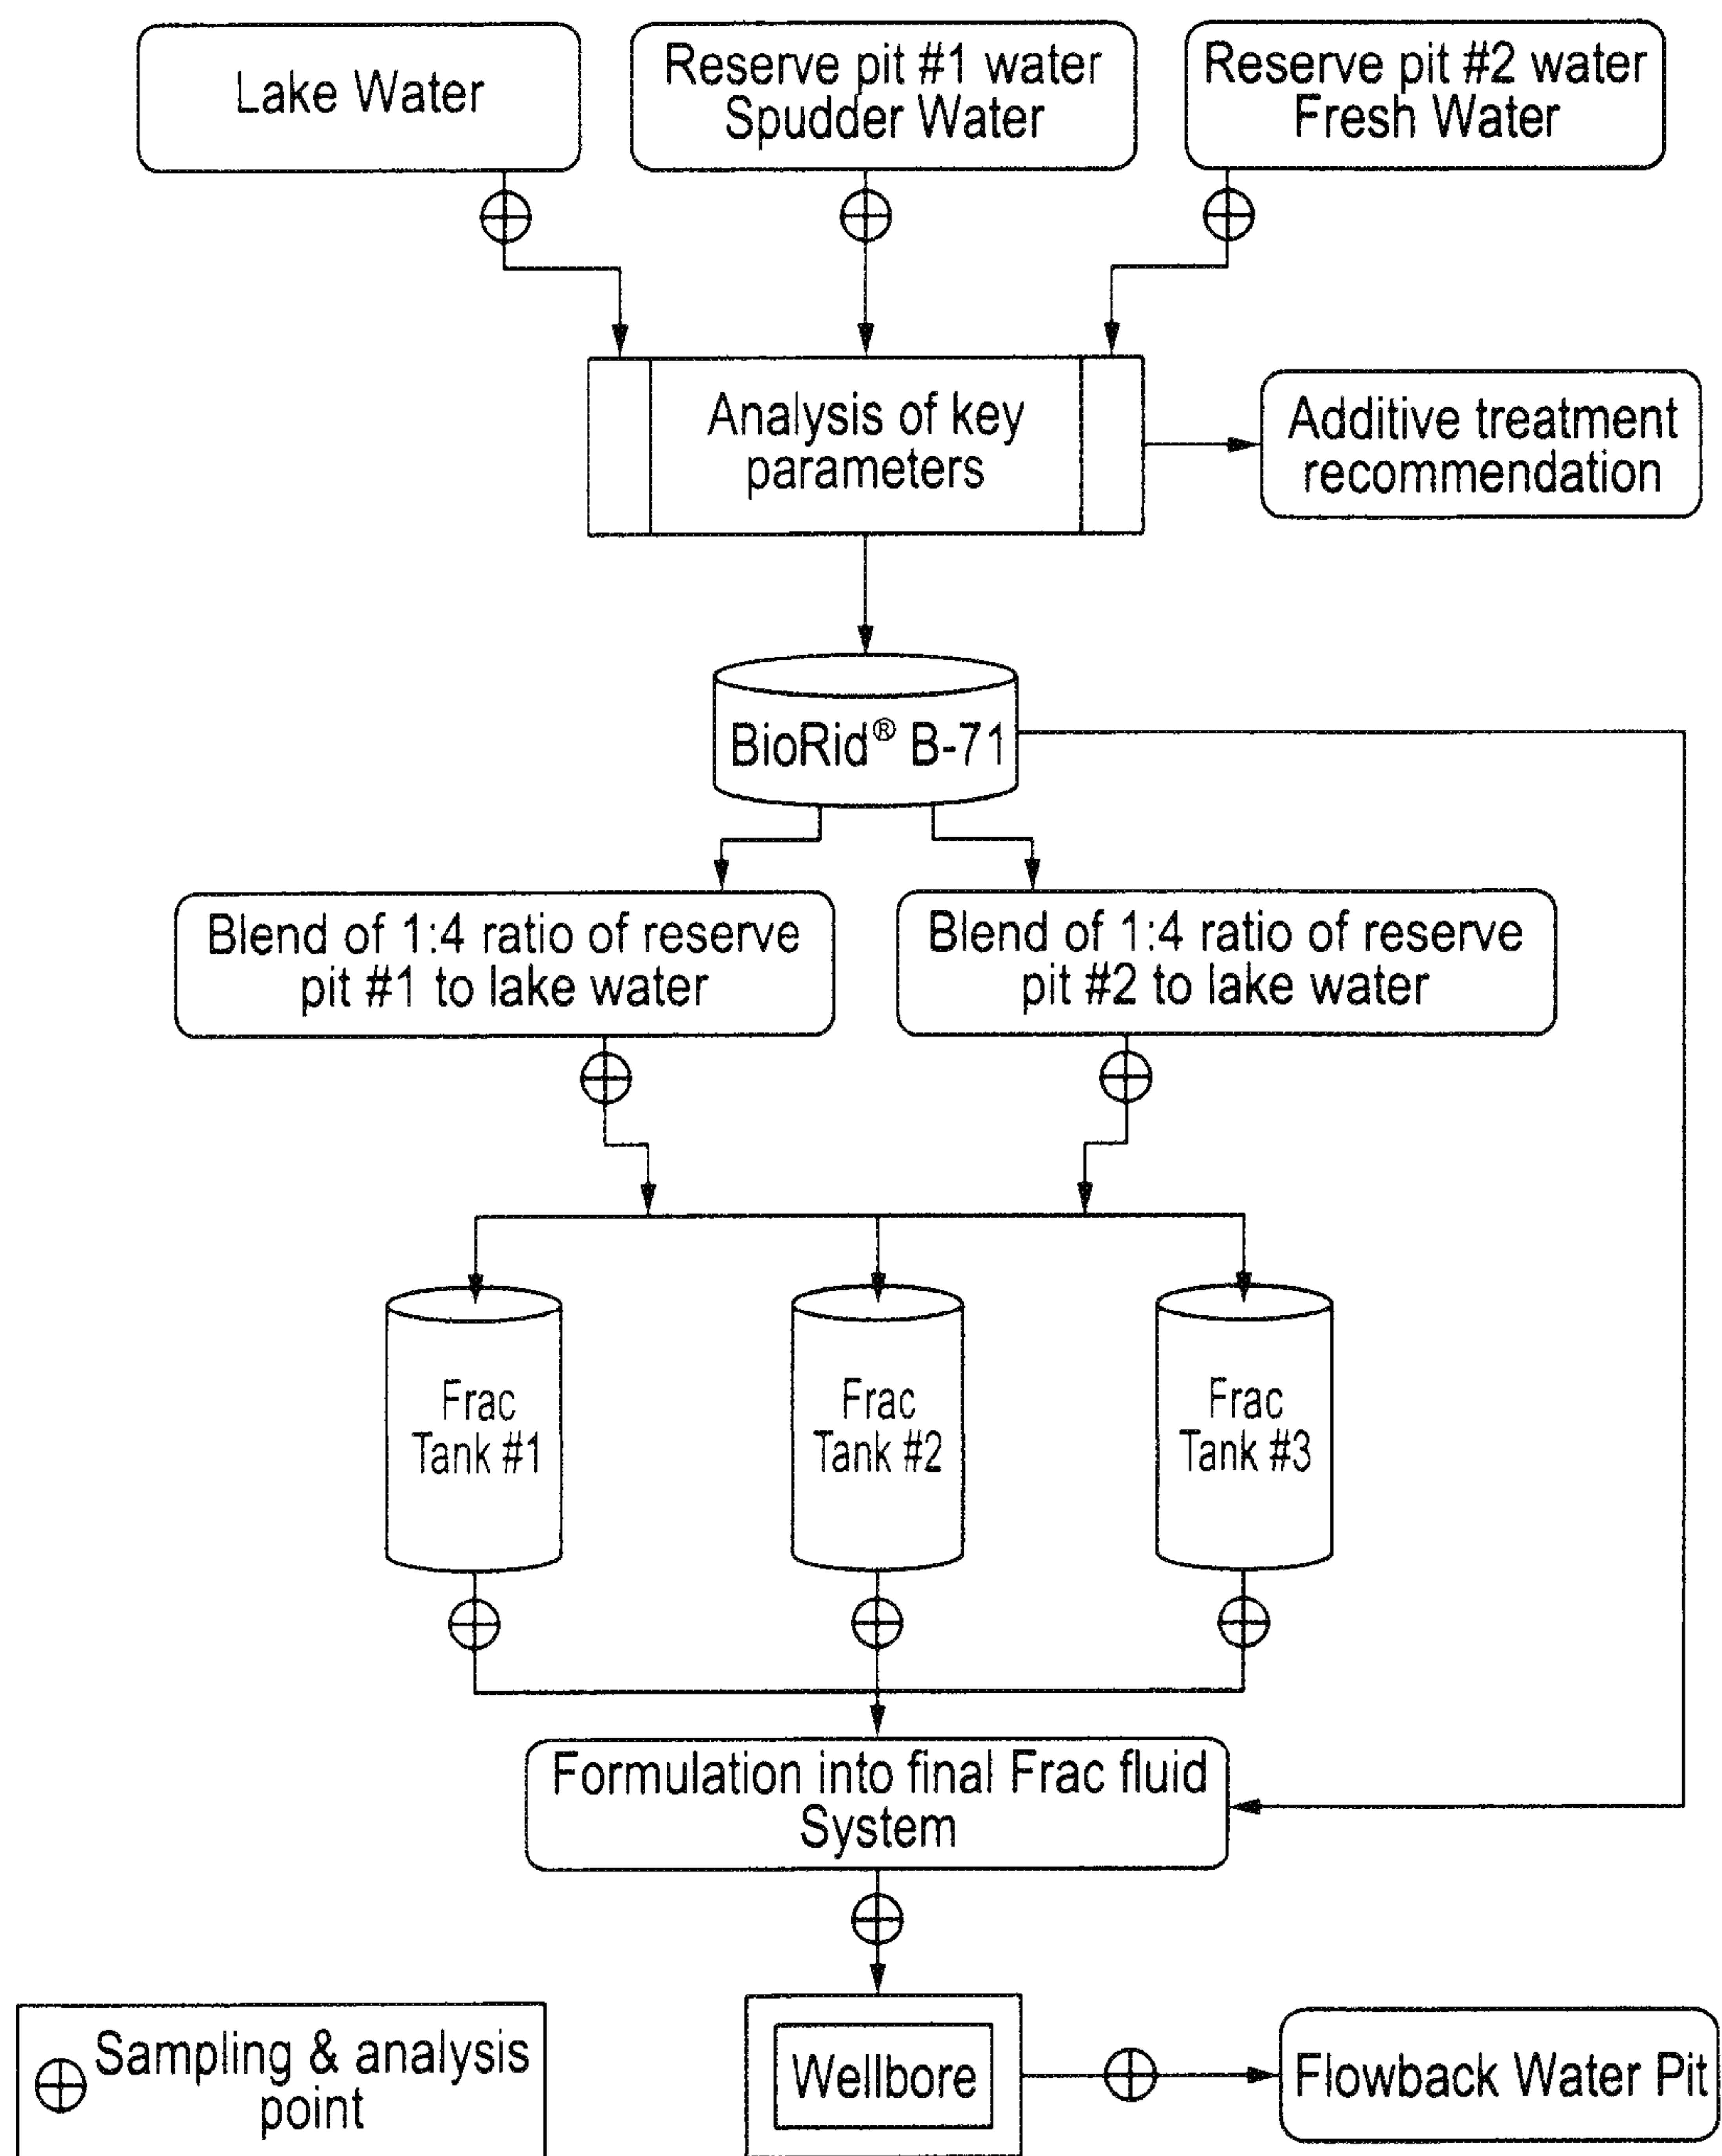 Lake Water
Reserve pit #1 water
Spudder Water
Reserve pit #2 water
Fresh Water
Analysis of key
parameters
Additive treatment
recommendation
BioRid® B-71
Blend of 1:4 ratio of reserve
pit #1 to lake water
Blend of 1:4 ratio of reserve
pit #2 to lake water
Frac
Tank #1
Frac
Tank #2
Frac
Tank #3
Formulation into final Frac fluid
System
Sampling & analysis
point
Wellbore
Flowback Water Pit